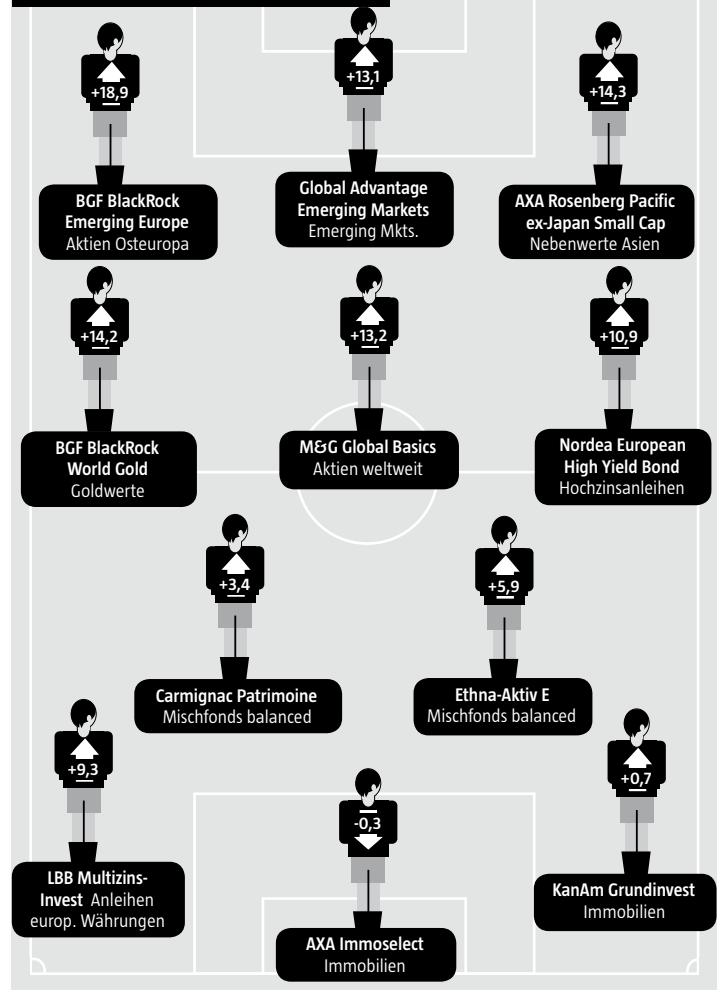 +18,9
BGF BlackRock
Emerging Europe
Aktien Osteuropa
+13,1
Global Advantage
Emerging Markets
Emerging Mkts.
+14,3
AXA Rosenberg Pacific
ex-Japan Small Cap
Nebenwerte Asien
+14,2
BGF BlackRock
World Gold
Goldwerte
+13,2
M&G Global Basics
Aktien weltweit
+10,9
Nordea European
High Yield Bond
Hochzinsanleihen
+3,4
Carmignac Patrimoine
Mischfonds balanced
+5,9
Ethna-Aktiv E
Mischfonds balanced
+9,3
LBB Multizins-
Invest Anleihen
europ. Währungen
-0,3
AXA Immoselect
Immobilien
+0,7
KanAm Grundinvest
Immobilien